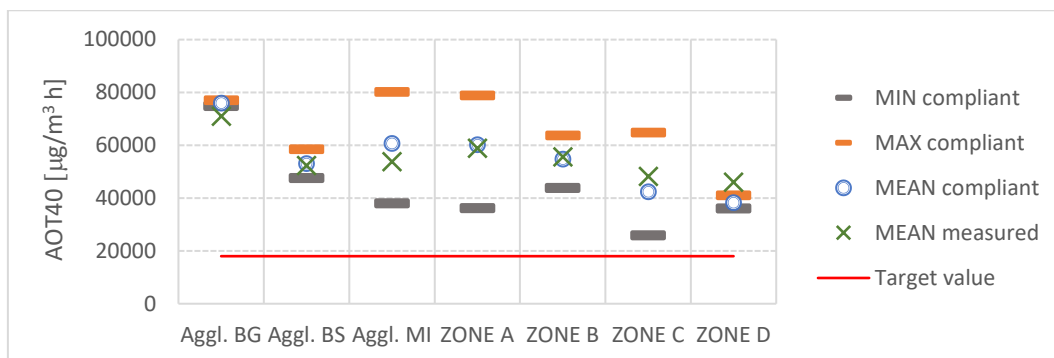 100000
80000
60000
40000
20000
0
AOT40 [µg/m³ h]
Aggl. BG Aggl. BS Aggl. MI ZONE A ZONE B ZONE C ZONE D
MIN compliant
MAX compliant
MEAN compliant
MEAN measured
Target value